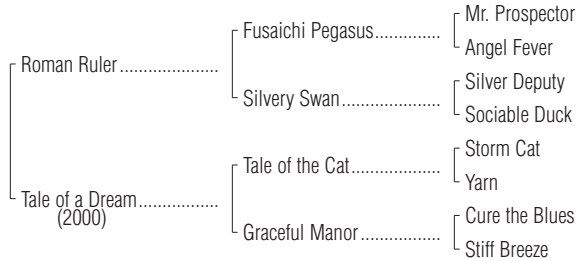 Mr. Prospector
Fusaichi Pegasus..............
Angel Fever
Roman Ruler.....................
Silver Deputy
Silvery Swan.....................
Sociable Duck
Storm Cat
Tale of the Cat...................
Yarn
Tale of a Dream.................
(2000)
Cure the Blues
Graceful Manor.................
Stiff Breeze